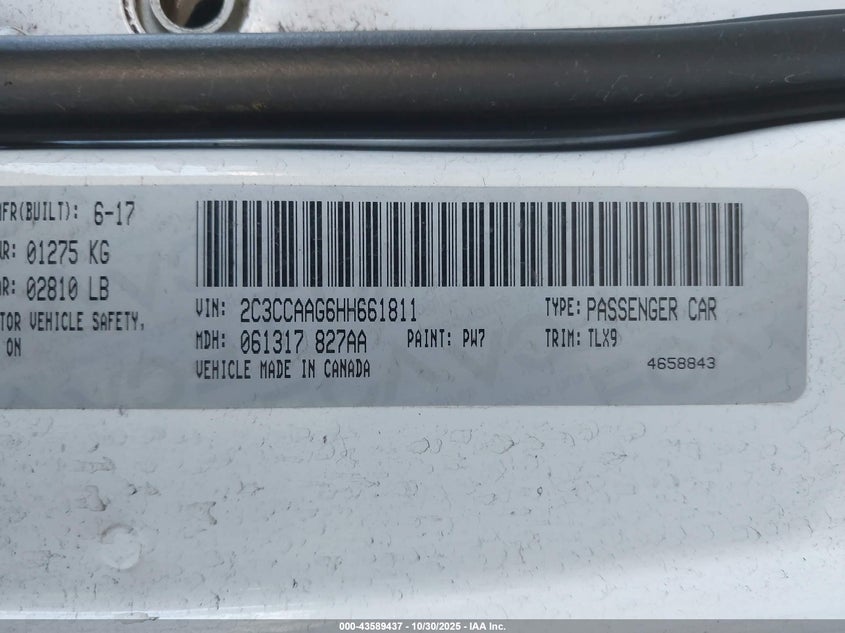 MFR(BUILT): 6-17
01275 KG
02810 LB
TOR VEHICLE SAFETY,
ON
VIN: 2C3CCAAG6HH661811 TYPE: PASSENGER CAR
MDH: 061317 827AA PAINT: PW7 TRIM: TLX9
VEHICLE MADE IN CANADA 4658843
000-43589437 - 10/30/2025 - IAA Inc.